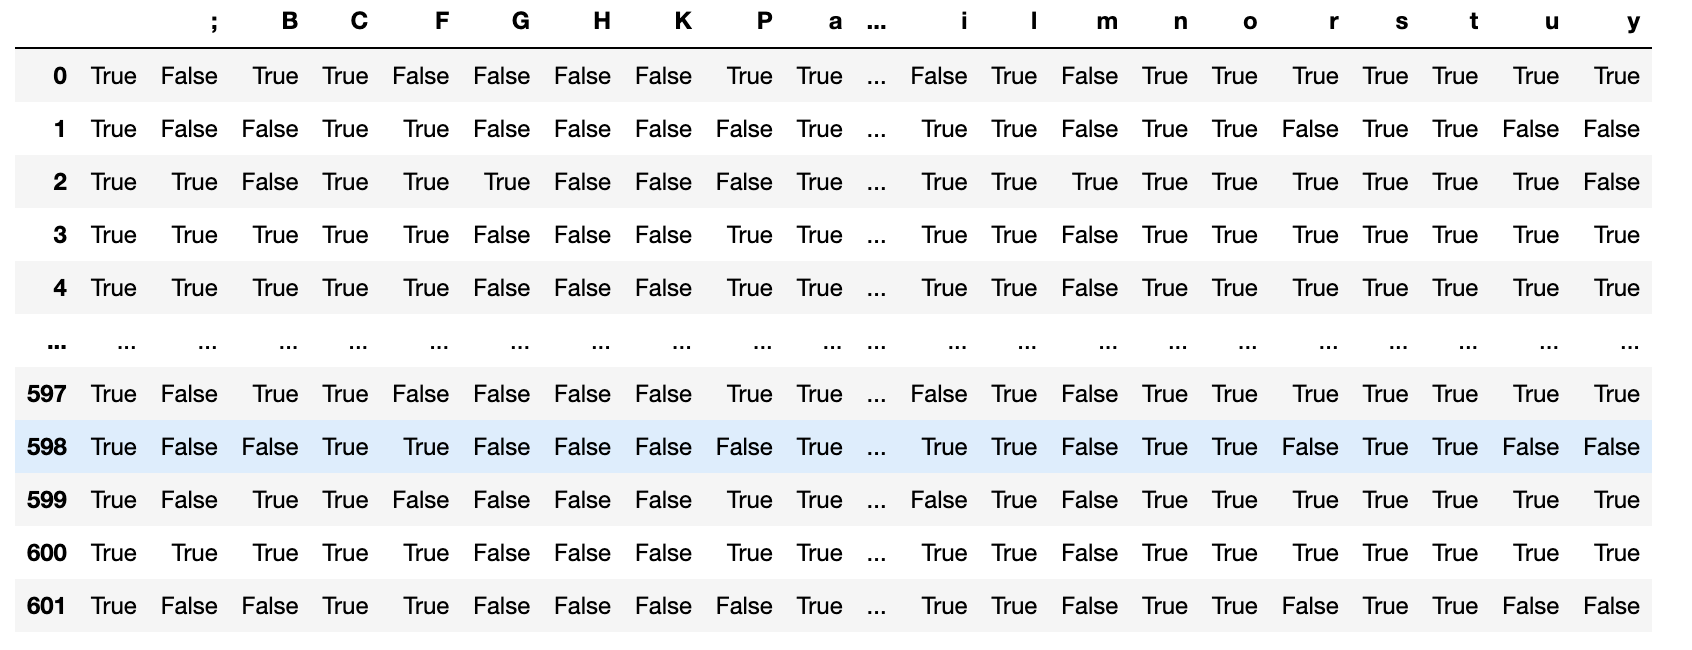 ; B C F G H K P a ... i l m n o r s t u y
0 True False True True False False False False True True ... False True False True True True True True True True
1 True False False True True False False False False True ... True True False True True False True True False False
2 True True False True True True False False False True ... True True True True True True True True True False
3 True True True True True False False False True True ... True True False True True True True True True True
4 True True True True True False False False True True ... True True False True True True True True True True
... ... ... ... ... ... ... ... ... ... ... ... ... ... ... ... ... ... ... ... ... ...
597 True False True True False False False False True True ... False True False True True True True True True True
598 True False False True True False False False False True ... True True False True True False True True False False
599 True False True True False False False False True True ... False True False True True True True True True True
600 True True True True True False False False True True ... True True False True True True True True True True
601 True False False True True False False False False True ... True True False True True False True True False False